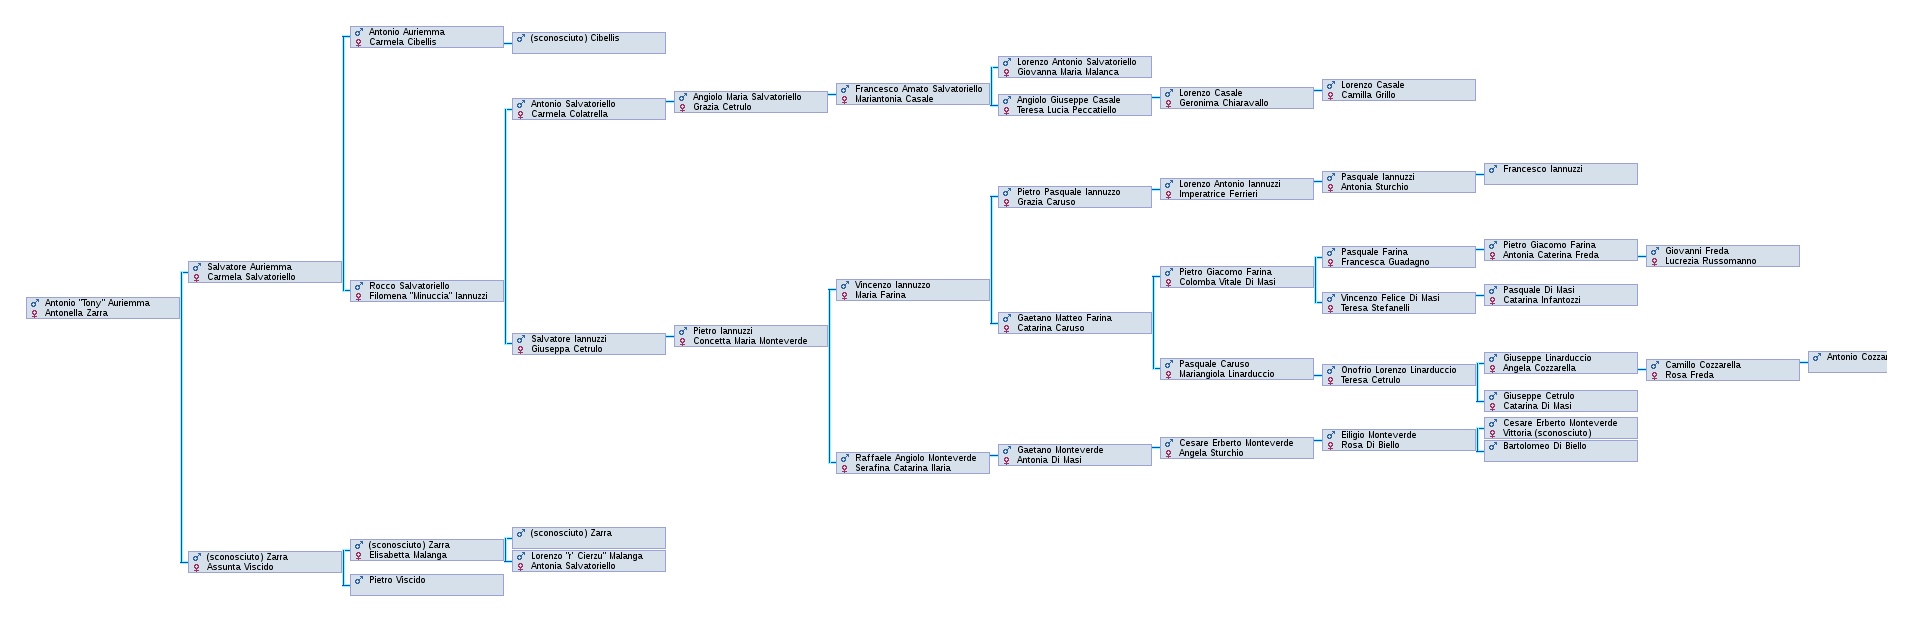 Antonio "Tony" Auriemma
Antonella Zarra
Salvatore Auriemma
Carmela Salvatoriello
(sconosciuto) Zarra
Assunta Viscido
Antonio Auriemma
Carmela Cibellis
Rocco Salvatoriello
Filomena "Minuccia" Iannuzzi
(sconosciuto) Zarra
Elisabetta Malanga
Pietro Viscido
(sconosciuto) Cibellis
Antonio Salvatoriello
Carmela Colatrella
Salvatore Iannuzzi
Giuseppa Cetrulo
(sconosciuto) Zarra
Lorenzo "r' Cierzu" Malanga
Antonia Salvatoriello
Angiolo Maria Salvatoriello
Grazia Cetrulo
Pietro Iannuzzi
Concetta Maria Monteverde
Francesco Amato Salvatoriello
Mariantonia Casale
Vincenzo Iannuzzo
Maria Farina
Raffaele Angiolo Monteverde
Serafina Catarina Ilaria
Lorenzo Antonio Salvatoriello
Giovanna Maria Malanca
Angiolo Giuseppe Casale
Teresa Lucia Peccatiello
Pietro Pasquale Iannuzzo
Grazia Caruso
Gaetano Matteo Farina
Catarina Caruso
Gaetano Monteverde
Antonia Di Masi
Lorenzo Casale
Geronima Chiaravallo
Lorenzo Antonio Iannuzzi
Imperatrice Ferrieri
Pietro Giacomo Farina
Colomba Vitale Di Masi
Pasquale Caruso
Mariangiola Linarduccio
Cesare Erberto Monteverde
Angela Sturchio
Lorenzo Casale
Camilla Grillo
Pasquale Iannuzzi
Antonia Sturchio
Pasquale Farina
Francesca Guadagno
Vincenzo Felice Di Masi
Teresa Stefanelli
Onofrio Lorenzo Linarduccio
Teresa Cetrulo
Eiligio Monteverde
Rosa Di Biello
Francesco Iannuzzi
Pietro Giacomo Farina
Antonia Caterina Freda
Pasquale Di Masi
Catarina Infantozzi
Giuseppe Linarduccio
Angela Cozzarella
Giuseppe Cetrulo
Catarina Di Masi
Cesare Erberto Monteverde
Vittoria (sconosciuto)
Bartolomeo Di Biello
Giovanni Freda
Lucrezia Russomanno
Camillo Cozzarella
Rosa Freda
Antonio Cozzar